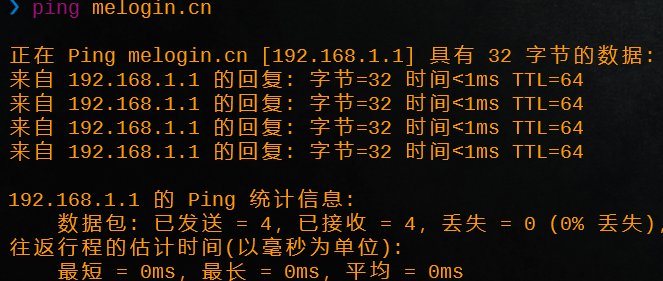 ❯ ping melogin.cn
正在 Ping melogin.cn [192.168.1.1] 具有 32 字节的数据:
来自 192.168.1.1 的回复: 字节=32 时间<1ms TTL=64
来自 192.168.1.1 的回复: 字节=32 时间<1ms TTL=64
来自 192.168.1.1 的回复: 字节=32 时间<1ms TTL=64
来自 192.168.1.1 的回复: 字节=32 时间<1ms TTL=64
192.168.1.1 的 Ping 统计信息:
数据包: 已发送 = 4, 已接收 = 4, 丢失 = 0 (0% 丢失),
往返行程的估计时间(以毫秒为单位):
最短 = 0ms, 最长 = 0ms, 平均 = 0ms